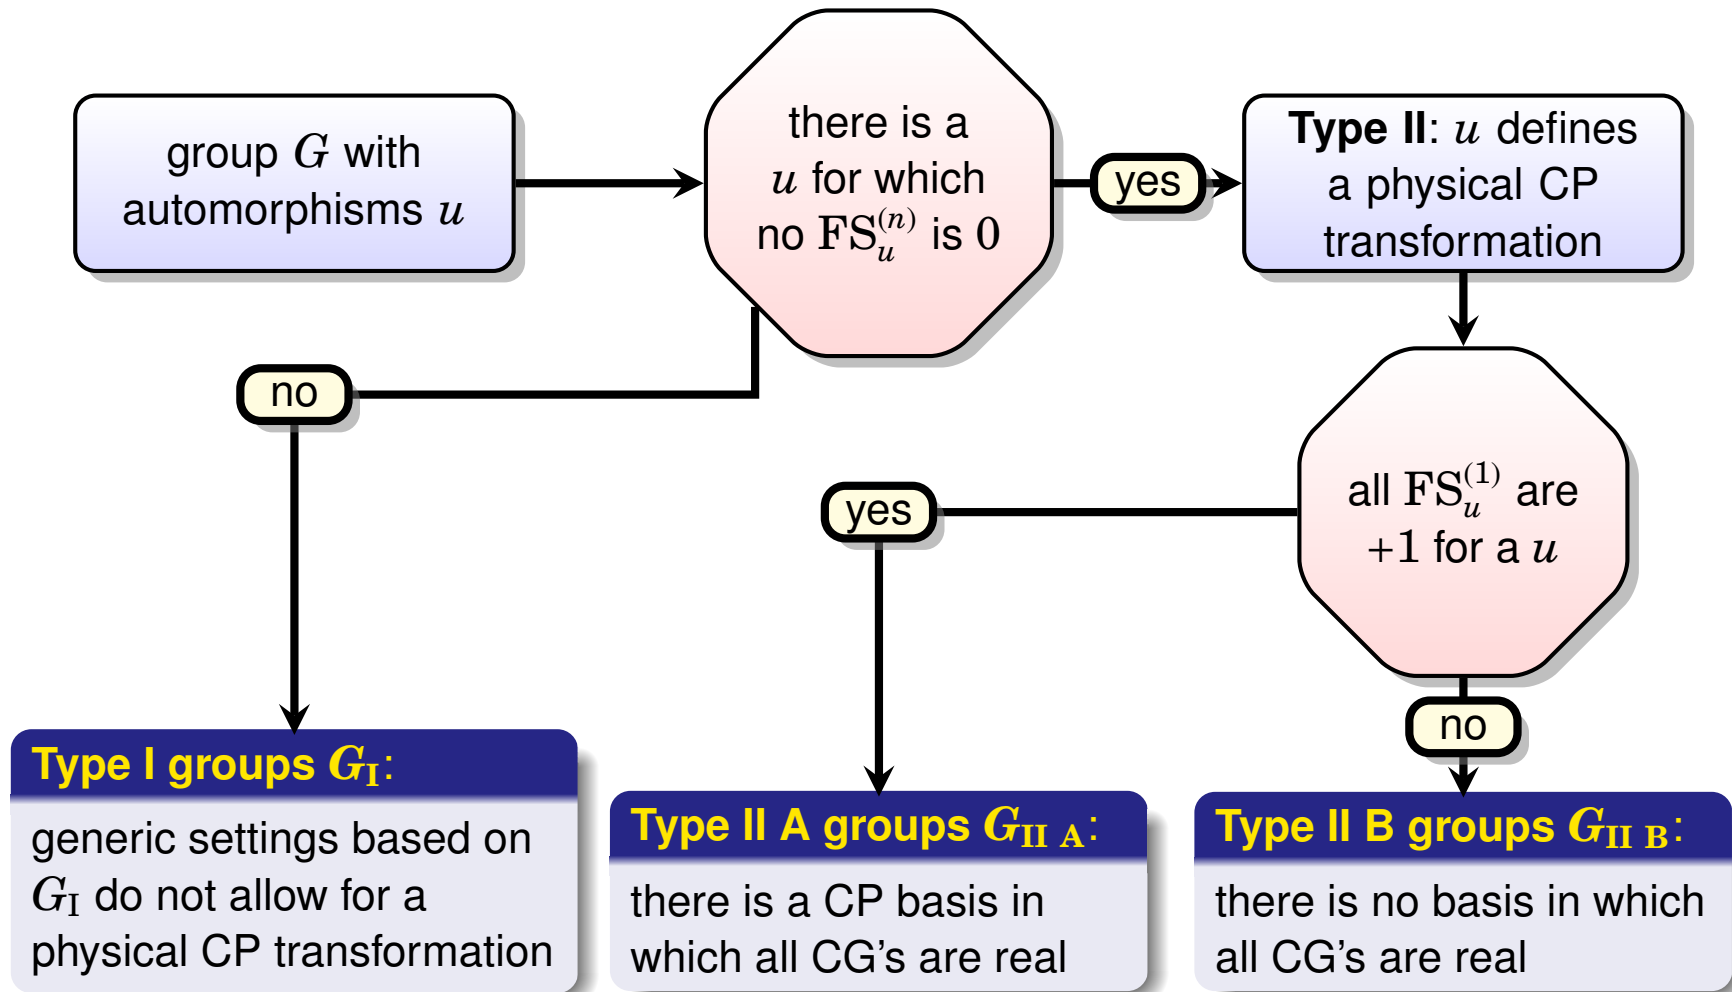 group G with
automorphisms u
there is a
u for which
no FS_u^(n) is 0
yes
Type II: u defines
a physical CP
transformation
no
yes
all FS_u^(1) are
+1 for a u
no
Type I groups G_I:
generic settings based on
G_I do not allow for a
physical CP transformation
Type II A groups G_II A:
there is a CP basis in
which all CG's are real
Type II B groups G_II B:
there is no basis in which
all CG's are real